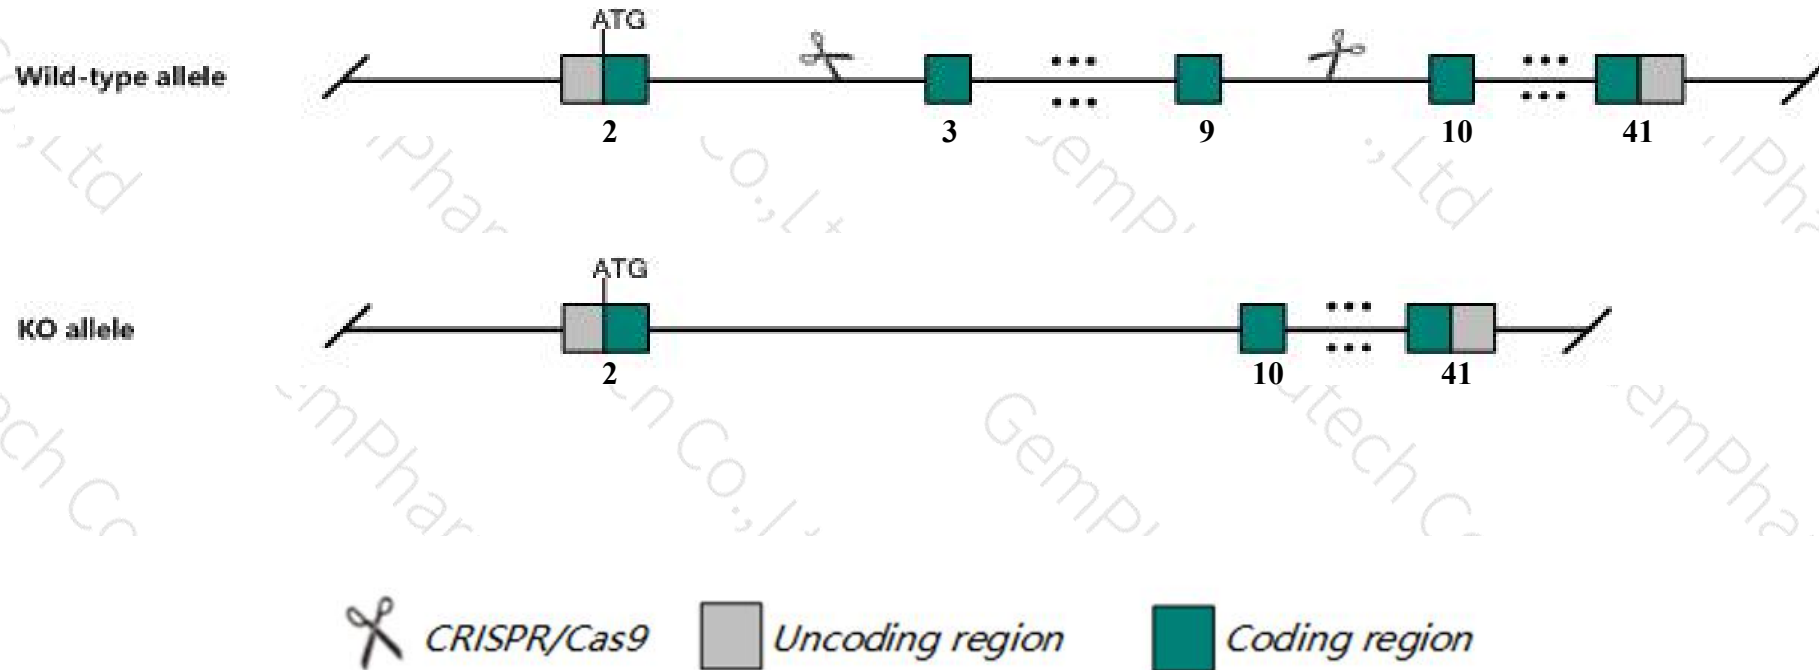 ATG
Wild-type allele
2 3 9 10 41
ATG
KO allele
2 10 41
CRISPR/Cas9 Uncoding region Coding region